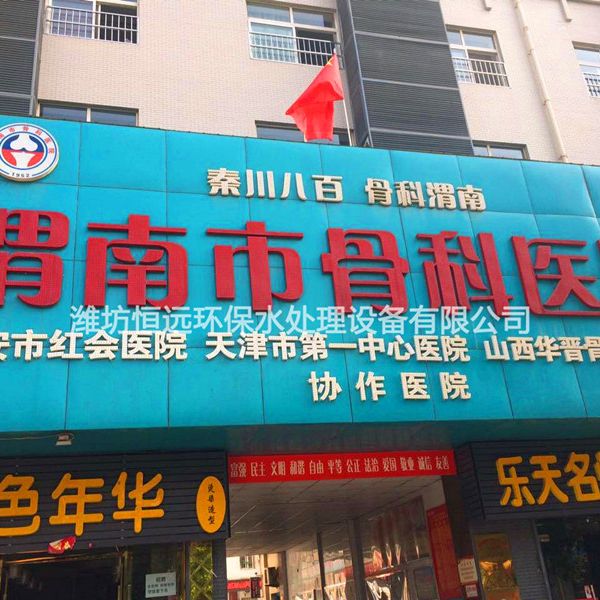 1962
秦川八百 骨科渭南
渭南市骨科医
潍坊恒远环保水处理设备有限公司
安市红会医院 天津市第一中心医院 山西华晋骨
协作医院
富强 民主 文明 和谐 自由 平等 公正 法治 爱国 敬业 诚信 友善
色年华
乐天名
招聘